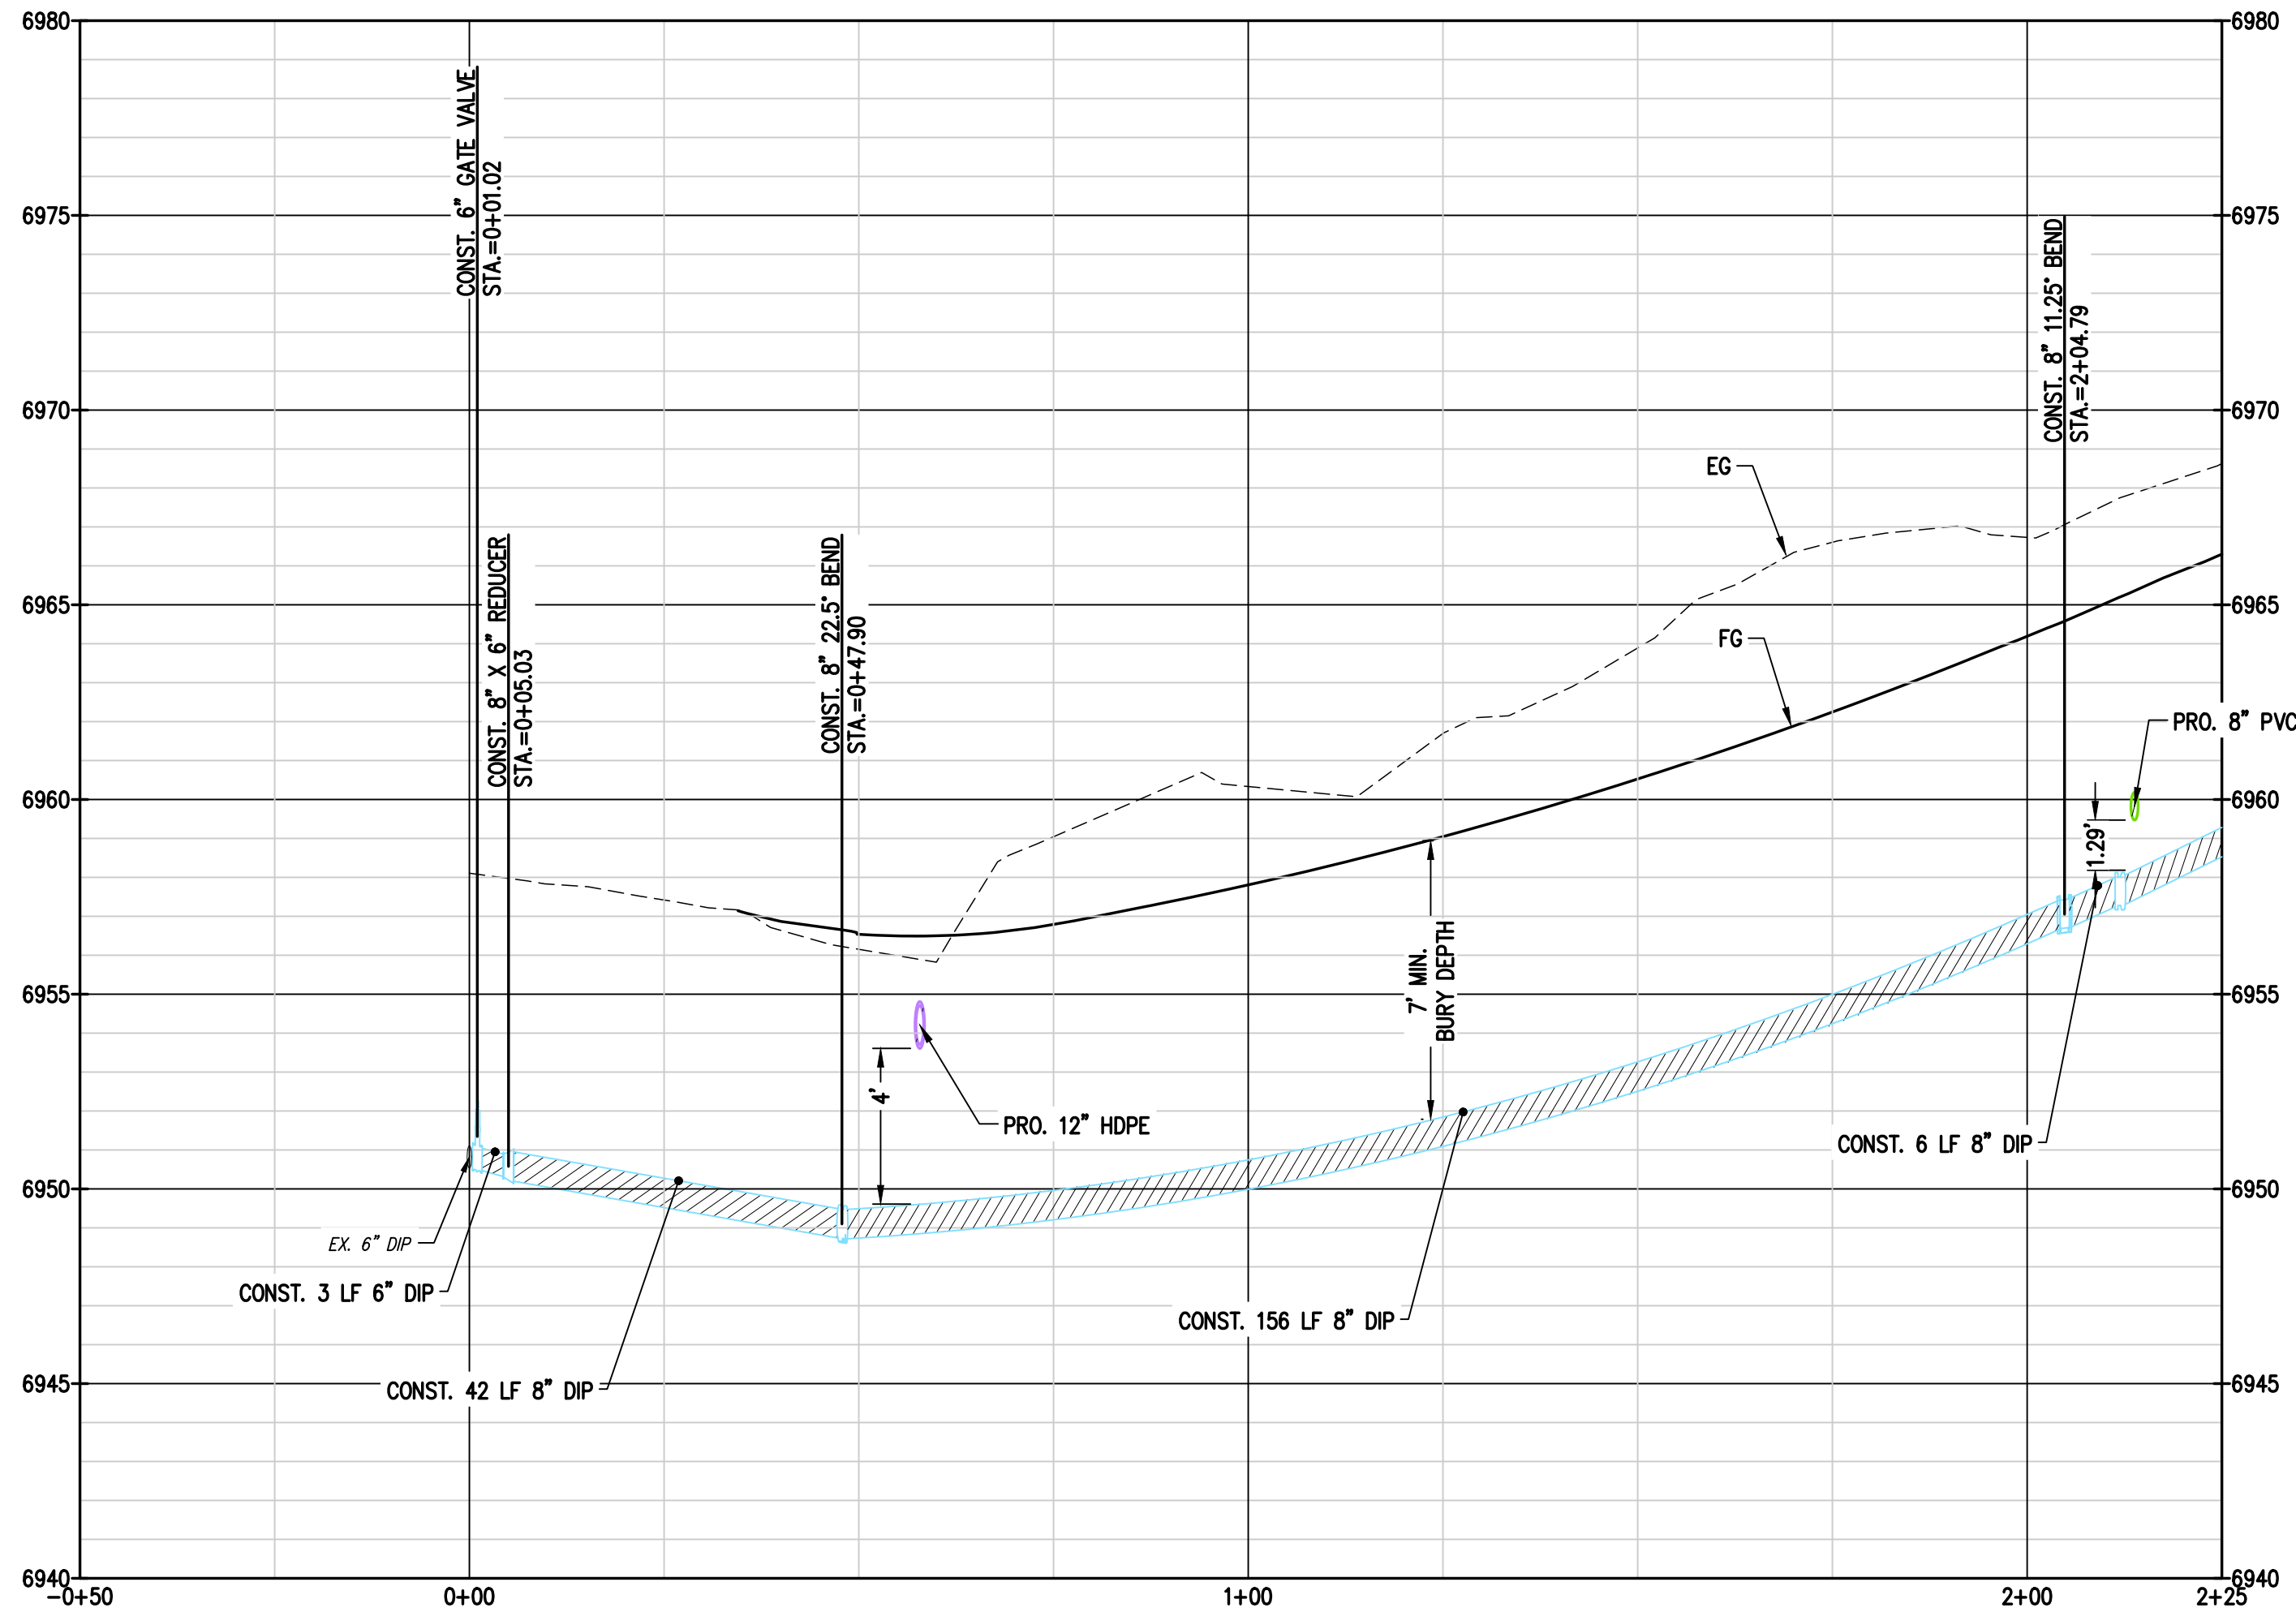 6980
6980
CONST. 6” GATE VALVE
STA.=0+01.02
6975
6975
CONST. 8” 11.25° BEND
STA.=2+04.79
6970
6970
EG
CONST. 8” X 6” REDUCER
STA.=0+05.03
CONST. 8” 22.5° BEND
STA.=0+47.90
6965
6965
FG
PRO. 8” PVC
6960
6960
1.29’
7’ MIN.
BURY DEPTH
6955
6955
4’
PRO. 12” HDPE
CONST. 6 LF 8” DIP
6950
6950
EX. 6” DIP
CONST. 3 LF 6” DIP
CONST. 156 LF 8” DIP
CONST. 42 LF 8” DIP
6945
6945
6940
6940
-0+50
0+00
1+00
2+00
2+25